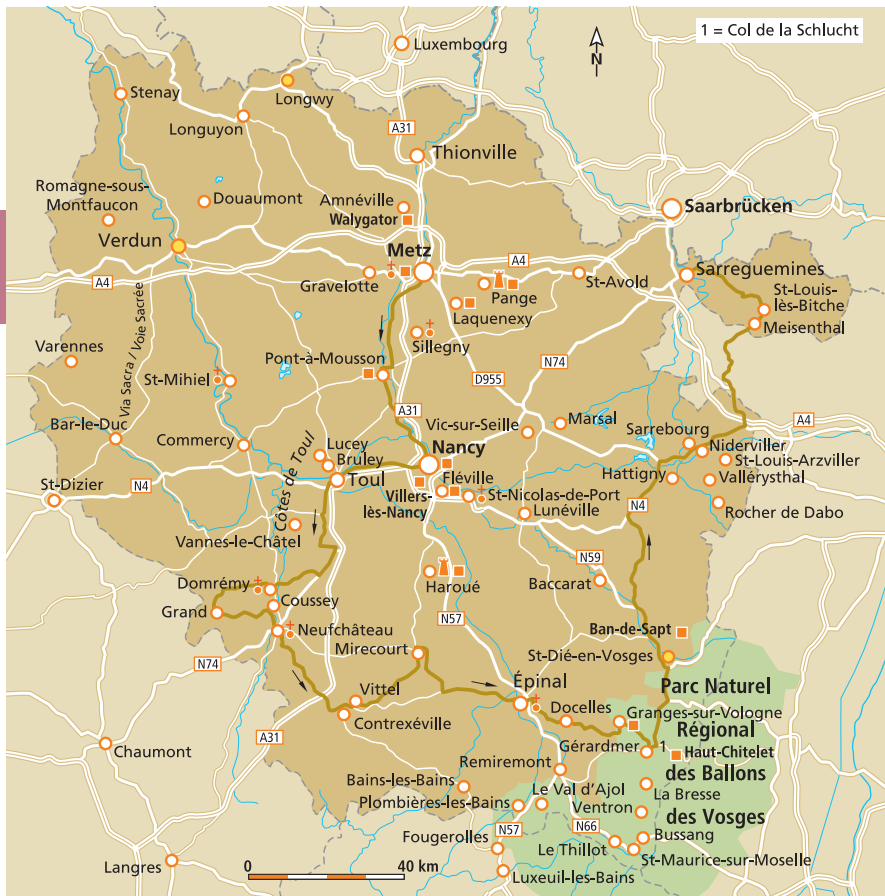 1 = Col de la Schlucht
Luxembourg
N
Stenay
Longwy
Longuyon
A31
Thionville
Romagne-sous-
Montfaucon
Douaumont
Amnéville
Walygator
Saarbrücken
Verdun
Metz
A4
A4
Gravelotte
Pange
St-Avold
Sarreguemines
St-Louis-
lès-Bitche
Laquenexy
Meisenthal
Via Sacra / Voie Sacrée
Sillegny
Varennes
St-Mihiel
Pont-à-Mousson
N74
D955
A31
Vic-sur-Seille
Marsal
A4
Bar-le-Duc
Commercy
Lucey
Bruley
Nancy
Sarrebourg
Niderviller
St-Louis-Arzviller
Côtes de Toul
Toul
Fléville
Hattigny
Vallérysthal
St-Dizier
N4
Villers-
lès-Nancy
St-Nicolas-de-Port
Lunéville
N4
Rocher de Dabo
Vannes-le-Châtel
N59
Domrémy
Haroué
Baccarat
Coussey
Grand
Neufchâteau
N57
Ban-de-Sapt
Mirecourt
St-Dié-en-Vosges
N74
Épinal
Parc Naturel
Vittel
Docelles
Granges-sur-Vologne
Contrexéville
Régional
Chaumont
A31
Gérardmer
1
Haut-Chitelet
Remiremont
des Ballons
Bains-les-Bains
Le Val d'Ajol
La Bresse
Plombières-les-Bains
Ventron
des Vosges
Fougerolles
N57
N66
Bussang
Le Thillot
Langres
St-Maurice-sur-Moselle
0
40 km
Luxeuil-les-Bains